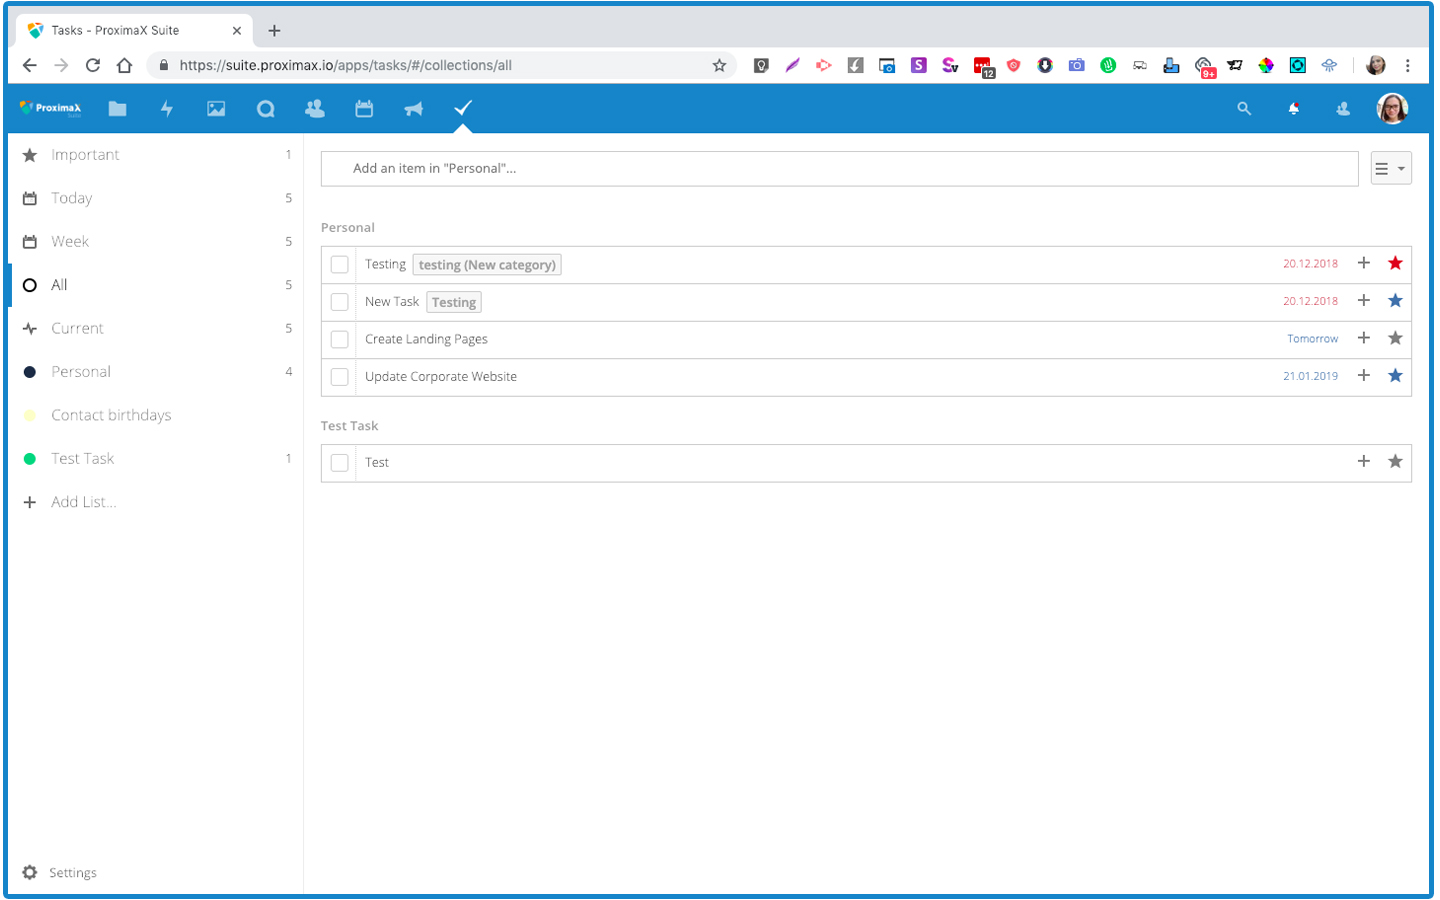 Tasks - ProximaX Suite
https://suite.proximax.io/apps/tasks/#/collections/all
12
9+
ProximaX
Suite
Important 1
Today 5
Week 5
All 5
Current 5
Personal 4
Contact birthdays
Test Task 1
Add List...
Settings
Add an item in "Personal"...
Personal
Testing testing (New category) 20.12.2018
New Task Testing 20.12.2018
Create Landing Pages Tomorrow
Update Corporate Website 21.01.2019
Test Task
Test